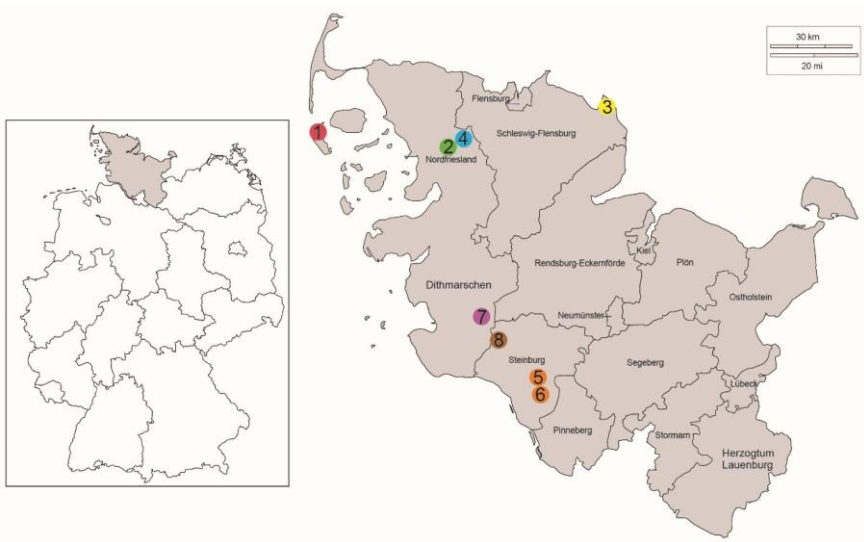 30 km
20 mi
Flensburg
3
1
Schleswig-Flensburg
4
2
Nordfriesland
Kiel
Rendsburg-Eckernförde
Plön
Dithmarschen
Ostholstein
7
Neumünster
8
Steinburg
Segeberg
5
Lübeck
6
Pinneberg
Stormarn
Herzogtum
Lauenburg